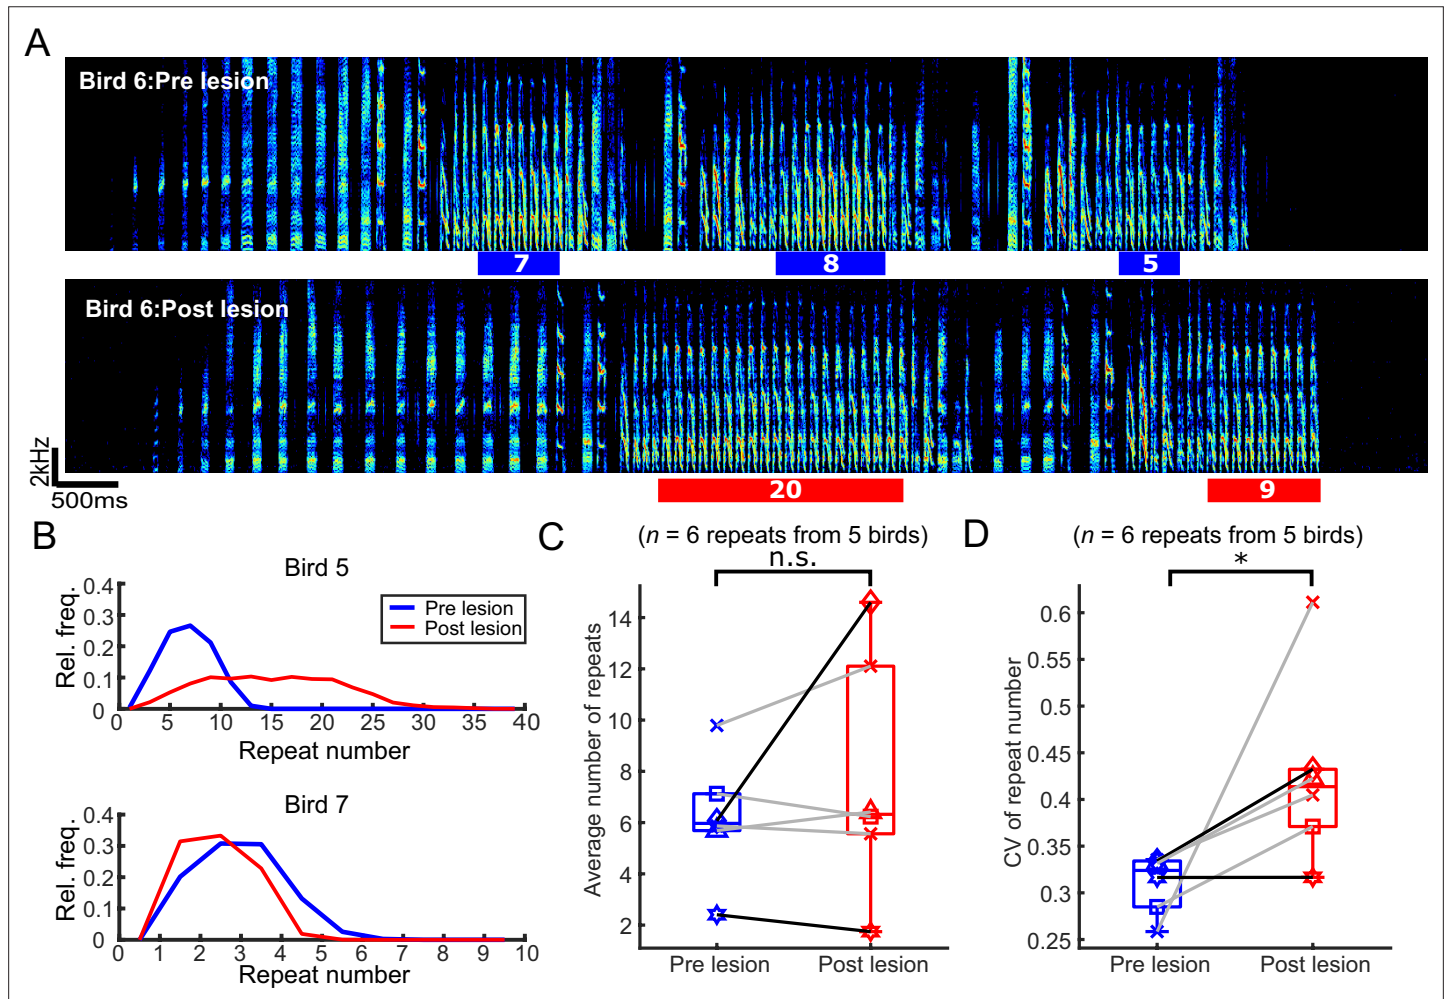 A
Bird 6:Pre lesion
7
8
5
Bird 6:Post lesion
2kHz
500ms
20
9
B
Bird 5
Rel. freq.
0.4
0.3
0.2
0.1
0
Pre lesion
Post lesion
0 5 10 15 20 25 30 35 40
Repeat number
Bird 7
Rel. freq.
0.4
0.3
0.2
0.1
0
0 1 2 3 4 5 6 7 8 9 10
Repeat number
C
(n = 6 repeats from 5 birds)
n.s.
Average number of repeats
14
12
10
8
6
4
2
Pre lesion Post lesion
D
(n = 6 repeats from 5 birds)
*
CV of repeat number
0.6
0.55
0.5
0.45
0.4
0.35
0.3
0.25
Pre lesion Post lesion